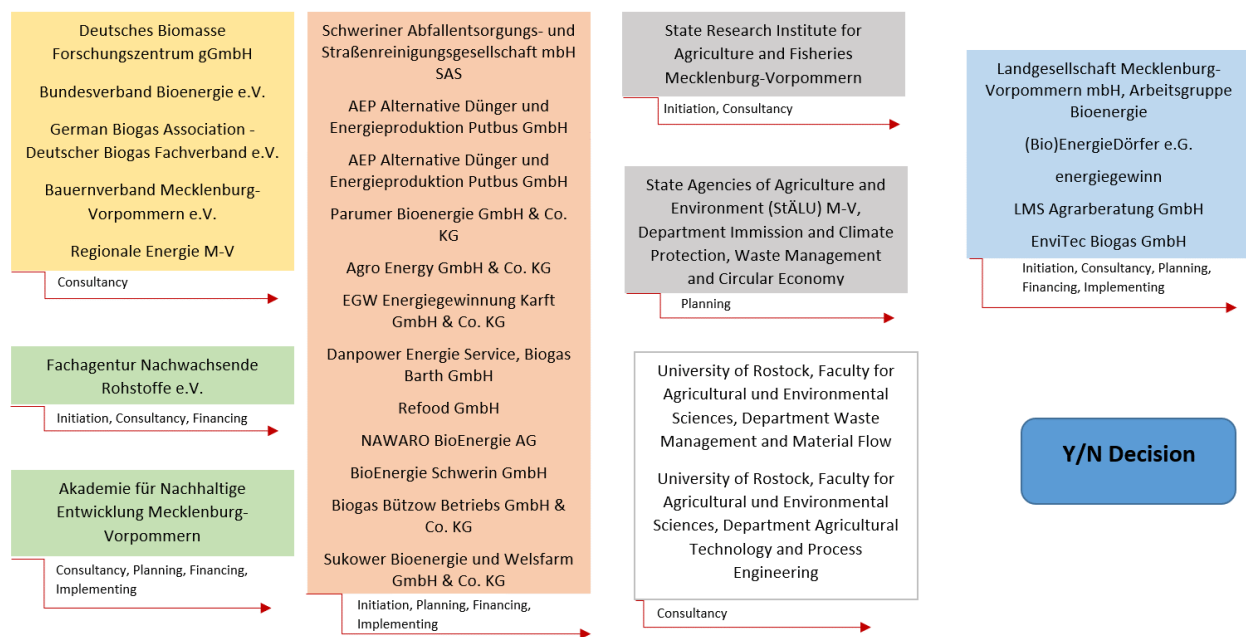 Deutsches Biomasse
Forschungszentrum gGmbH
Bundesverband Bioenergie e.V.
German Biogas Association -
Deutscher Biogas Fachverband e.V.
Bauernverband Mecklenburg-
Vorpommern e.V.
Regionale Energie M-V
Consultancy
Fachagentur Nachwachsende
Rohstoffe e.V.
Initiation, Consultancy, Financing
Akademie für Nachhaltige
Entwicklung Mecklenburg-
Vorpommern
Consultancy, Planning, Financing,
Implementing
Schweriner Abfallentsorgungs- und
Straßenreinigungsgesellschaft mbH
SAS
AEP Alternative Dünger und
Energieproduktion Putbus GmbH
AEP Alternative Dünger und
Energieproduktion Putbus GmbH
Parumer Bioenergie GmbH & Co.
KG
Agro Energy GmbH & Co. KG
EGW Energiegewinnung Karft
GmbH & Co. KG
Danpower Energie Service, Biogas
Barth GmbH
Refood GmbH
NAWARO BioEnergie AG
BioEnergie Schwerin GmbH
Biogas Bützow Betriebs GmbH &
Co. KG
Sukower Bioenergie und Welsfarm
GmbH & Co. KG
Initiation, Planning, Financing,
Implementing
State Research Institute for
Agriculture and Fisheries
Mecklenburg-Vorpommern
Initiation, Consultancy
State Agencies of Agriculture and
Environment (StÄLU) M-V,
Department Immission and Climate
Protection, Waste Management
and Circular Economy
Planning
University of Rostock, Faculty for
Agricultural und Environmental
Sciences, Department Waste
Management and Material Flow
University of Rostock, Faculty for
Agricultural und Environmental
Sciences, Department Agricultural
Technology and Process
Engineering
Consultancy
Landgesellschaft Mecklenburg-
Vorpommern mbH, Arbeitsgruppe
Bioenergie
(Bio)EnergieDörfer e.G.
energiegewinn
LMS Agrarberatung GmbH
EnviTec Biogas GmbH
Initiation, Consultancy, Planning,
Financing, Implementing
Y/N Decision